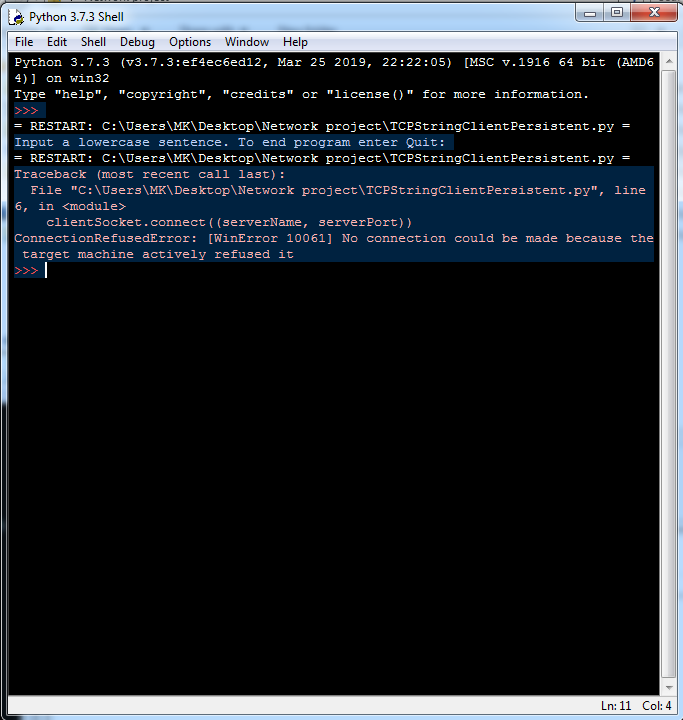 Python 3.7.3 Shell
File Edit Shell Debug Options Window Help
Python 3.7.3 (v3.7.3:ef4ec6ed12, Mar 25 2019, 22:22:05) [MSC v.1916 64 bit (AMD6
4)] on win32
Type "help", "copyright", "credits" or "license()" for more information.
>>>
= RESTART: C:\Users\MK\Desktop\Network project\TCPStringClientPersistent.py =
Input a lowercase sentence. To end program enter Quit:
= RESTART: C:\Users\MK\Desktop\Network project\TCPStringClientPersistent.py =
Traceback (most recent call last):
  File "C:\Users\MK\Desktop\Network project\TCPStringClientPersistent.py", line
6, in <module>
    clientSocket.connect((serverName, serverPort))
ConnectionRefusedError: [WinError 10061] No connection could be made because the
 target machine actively refused it
>>>
Ln: 11 Col: 4